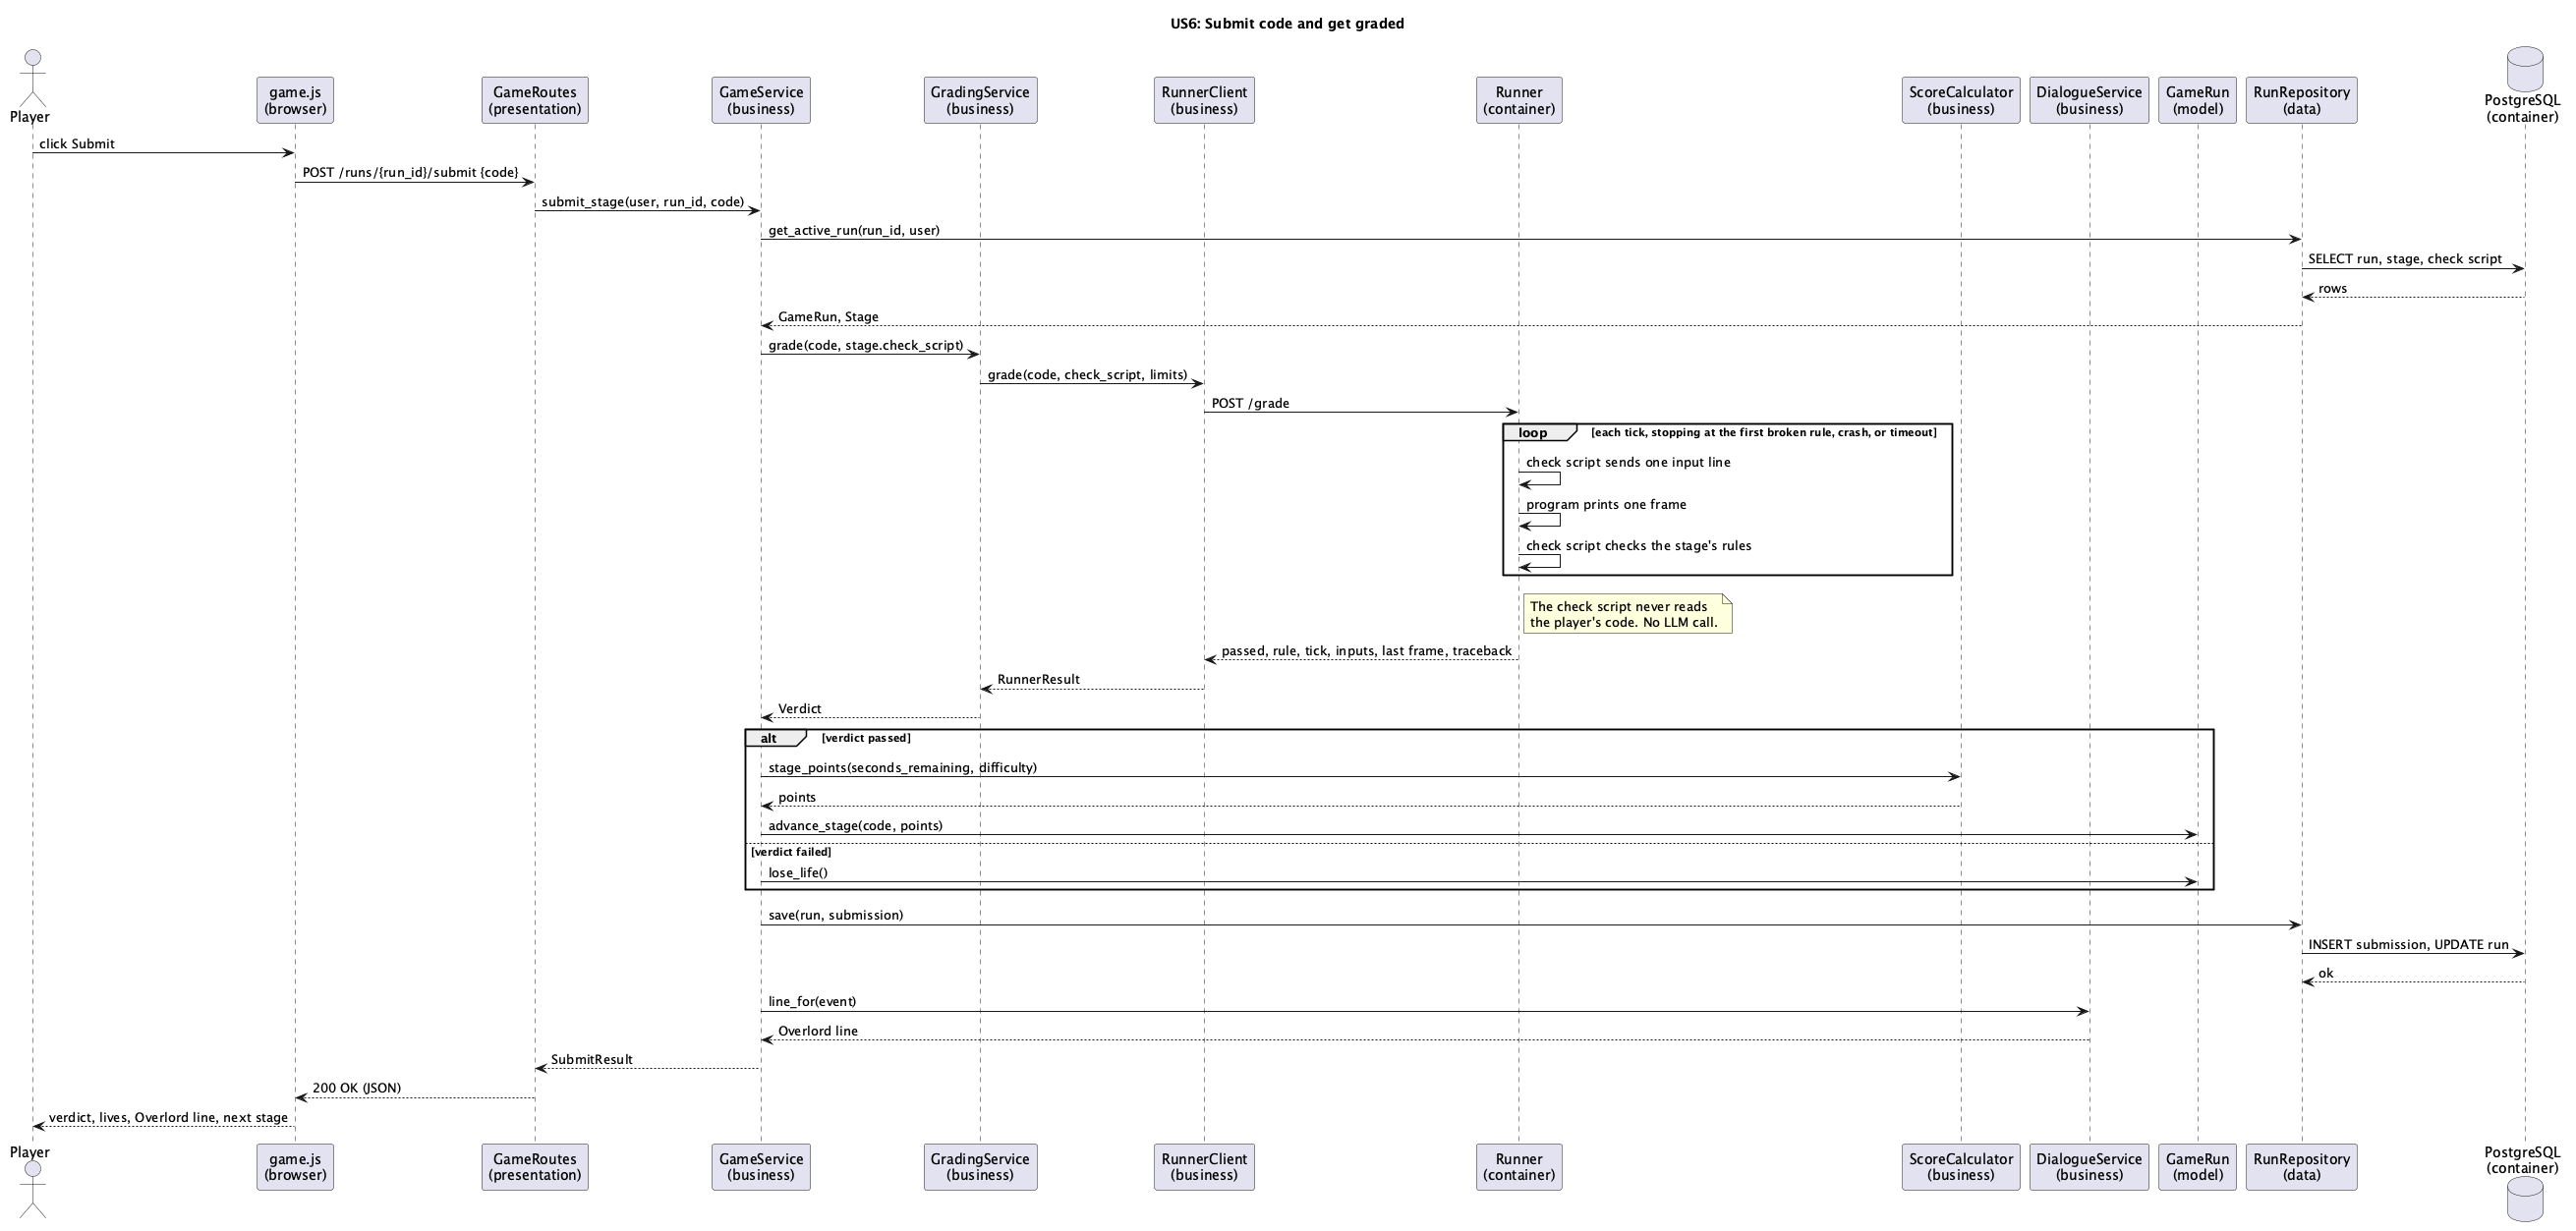 US6: Submit code and get graded
Player
game.js
(browser)
GameRoutes
(presentation)
GameService
(business)
GradingService
(business)
RunnerClient
(business)
Runner
(container)
ScoreCalculator
(business)
DialogueService
(business)
GameRun
(model)
RunRepository
(data)
PostgreSQL
(container)
click Submit
POST /runs/{run_id}/submit {code}
submit_stage(user, run_id, code)
get_active_run(run_id, user)
SELECT run, stage, check script
rows
GameRun, Stage
grade(code, stage.check_script)
grade(code, check_script, limits)
POST /grade
loop [each tick, stopping at the first broken rule, crash, or timeout]
check script sends one input line
program prints one frame
check script checks the stage's rules
The check script never reads
the player's code. No LLM call.
passed, rule, tick, inputs, last frame, traceback
RunnerResult
Verdict
alt [verdict passed]
stage_points(seconds_remaining, difficulty)
points
advance_stage(code, points)
[verdict failed]
lose_life()
save(run, submission)
INSERT submission, UPDATE run
ok
line_for(event)
Overlord line
SubmitResult
200 OK (JSON)
verdict, lives, Overlord line, next stage
Player
game.js
(browser)
GameRoutes
(presentation)
GameService
(business)
GradingService
(business)
RunnerClient
(business)
Runner
(container)
ScoreCalculator
(business)
DialogueService
(business)
GameRun
(model)
RunRepository
(data)
PostgreSQL
(container)